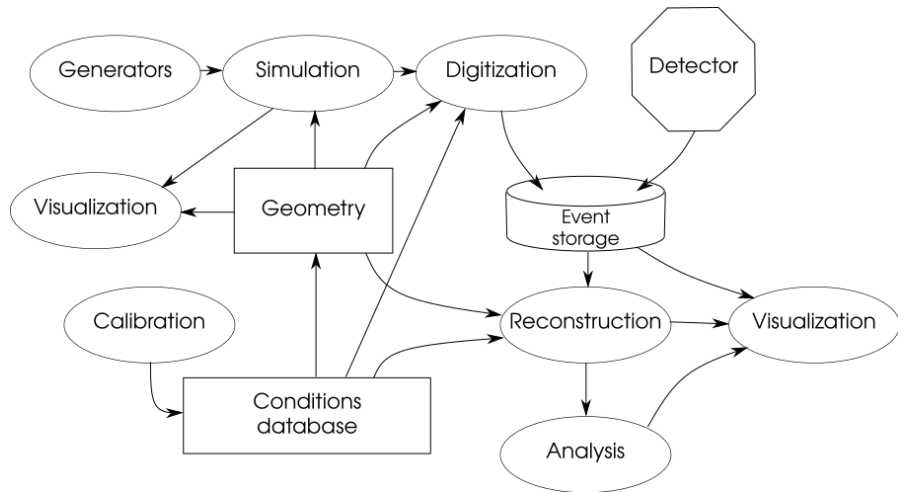 Generators
Simulation
Digitization
Detector
Visualization
Geometry
Event
storage
Calibration
Reconstruction
Visualization
Conditions
database
Analysis